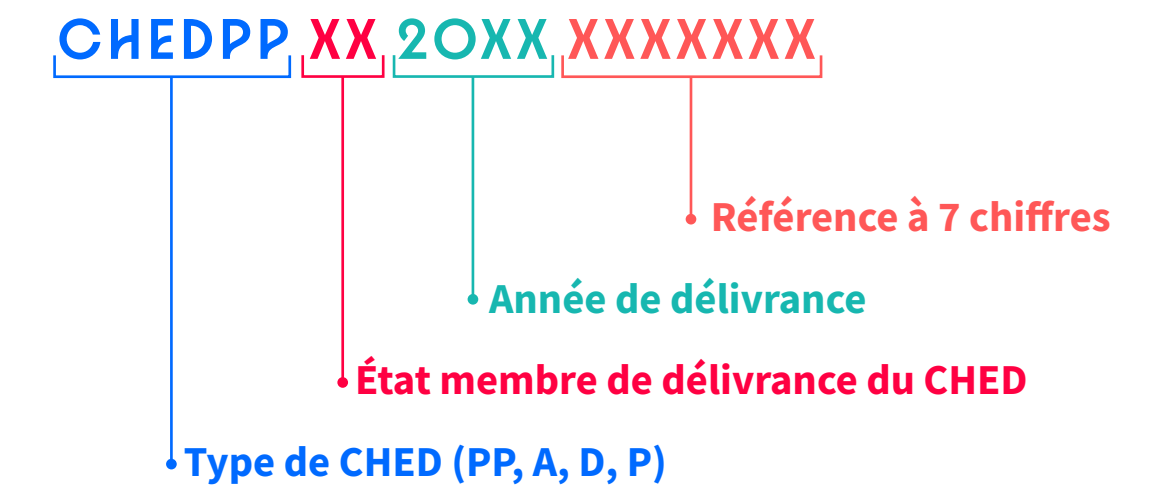 CHEDPP XX 20XX XXXXXXX
Référence à 7 chiffres
Année de délivrance
État membre de délivrance du CHED
Type de CHED (PP, A, D, P)